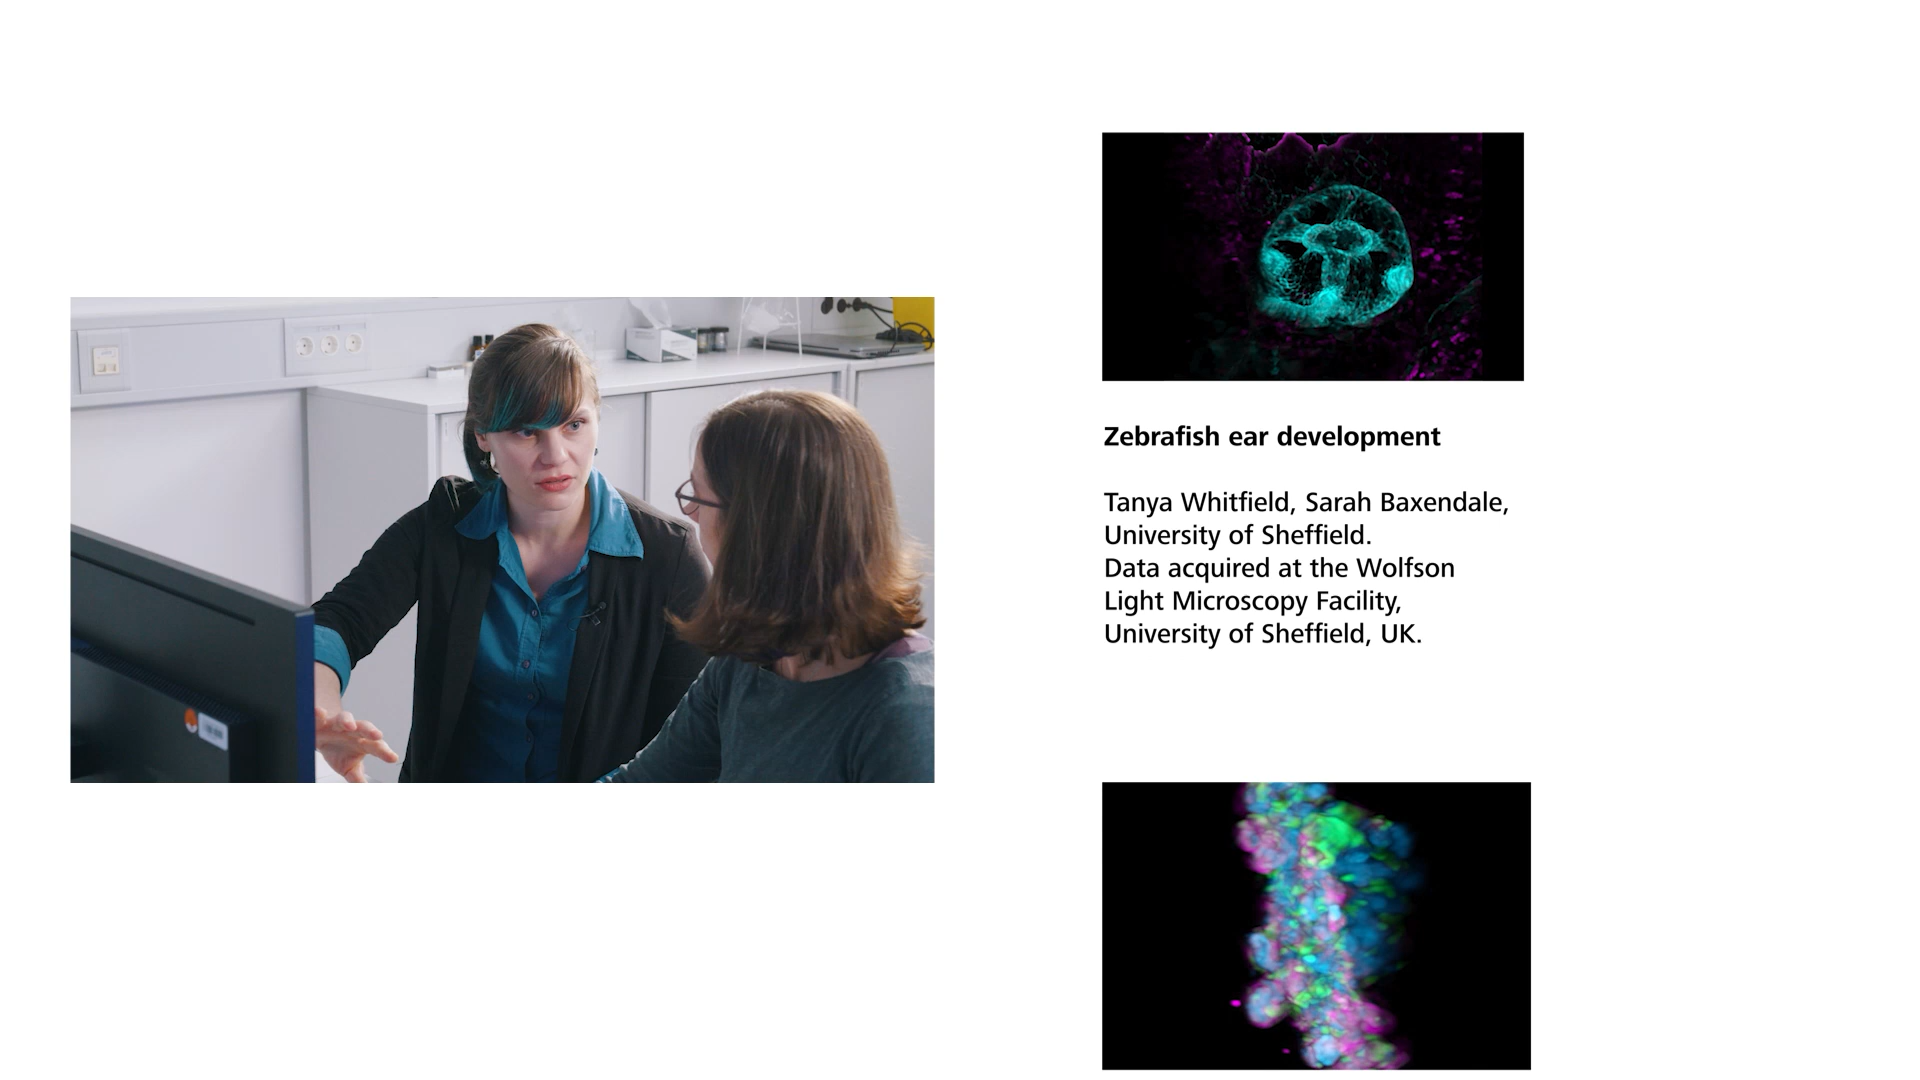 Zebrafish ear development
Tanya Whitfield, Sarah Baxendale,
University of Sheffield.
Data acquired at the Wolfson
Light Microscopy Facility,
University of Sheffield, UK.